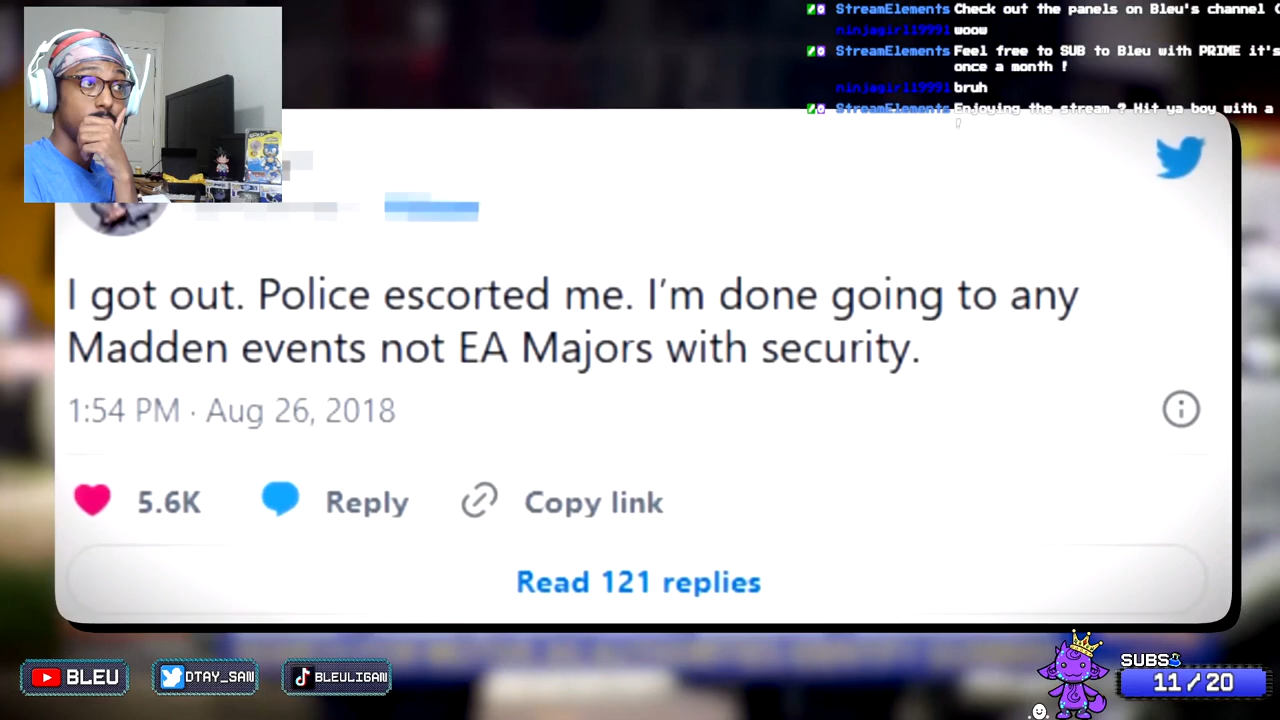 StreamElements Check out the panels on Bleu's channel
ninjagirl19991 woow
StreamElements Feel free to SUB to Bleu with PRIME it's
once a month !
ninjagirl19991 bruh
StreamElements Enjoying the stream ? Hit ya boy with a
!
I got out. Police escorted me. I'm done going to any
Madden events not EA Majors with security.
1:54 PM · Aug 26, 2018
5.6K Reply Copy link
Read 121 replies
BLEU DTAY_SAN BLEULIGAN
SUBS
11/20